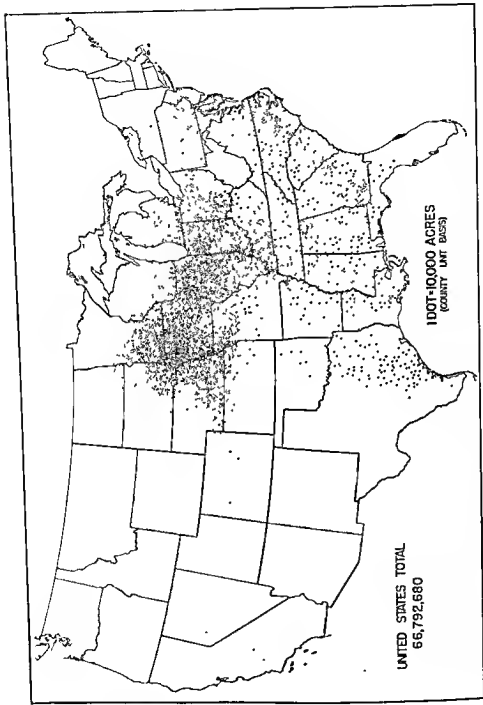 1 DOT=10,000 ACRES
(COUNTY UNIT BASIS)
UNITED STATES TOTAL
66,792,680